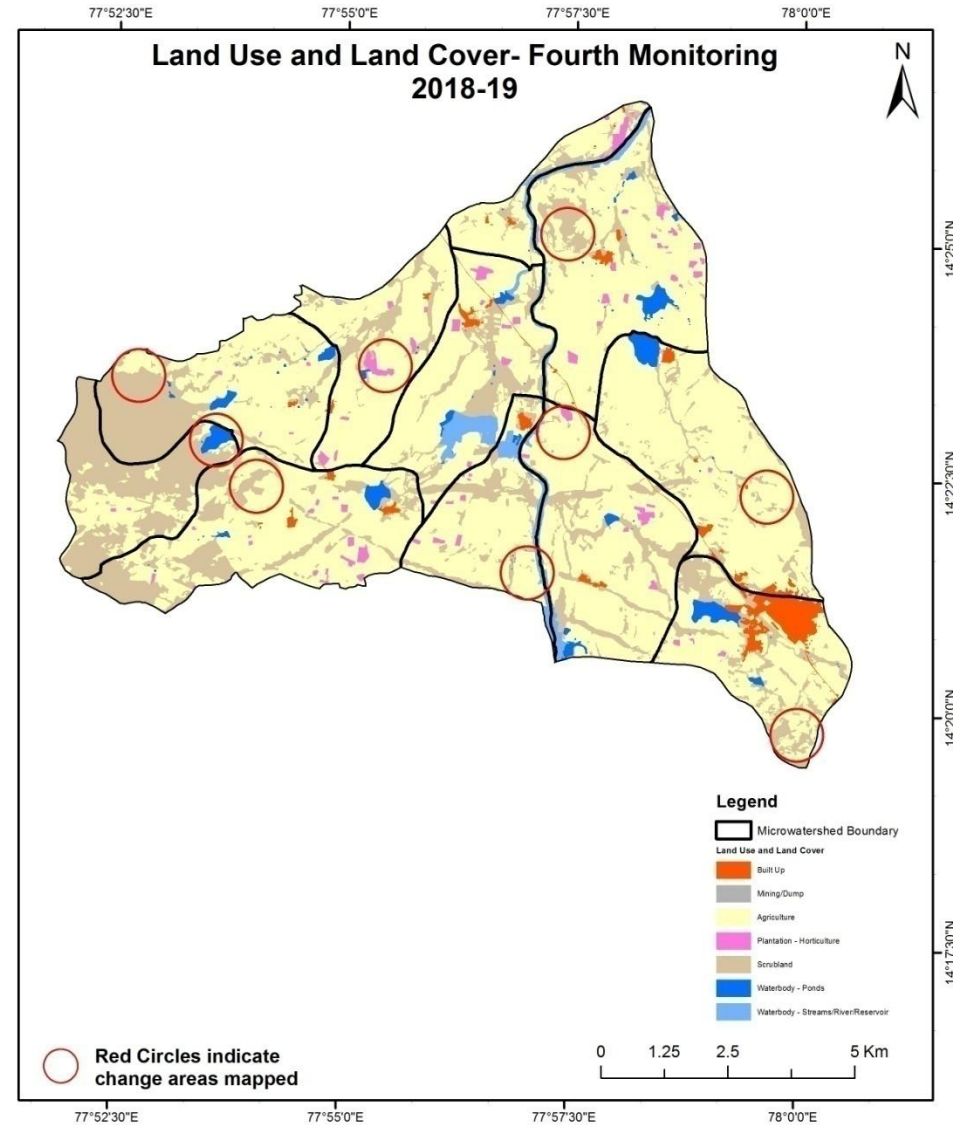 77°52'30"E 77°55'0"E 77°57'30"E 78°0'0"E
Land Use and Land Cover- Fourth Monitoring
2018-19
N
14°25'0"N
14°22'30"N
14°20'0"N
14°17'30"N
Legend
Microwatershed Boundary
Land Use and Land Cover
Built Up
Mining/Dump
Agriculture
Plantation - Horticulture
Scrubland
Waterbody - Ponds
Waterbody - Streams/River/Reservoir
Red Circles indicate
change areas mapped
0 1.25 2.5 5 Km
77°52'30"E 77°55'0"E 77°57'30"E 78°0'0"E